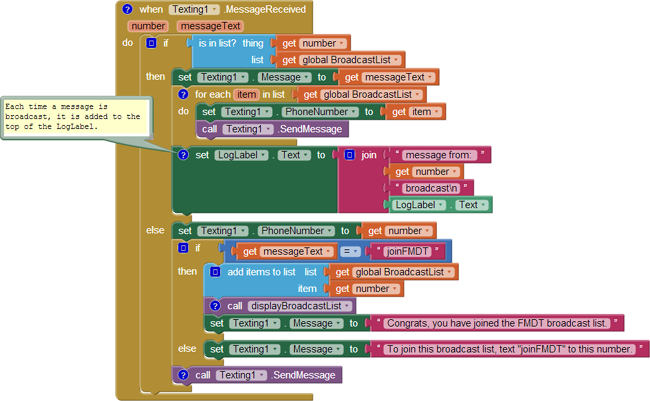 ? when Texting1 .MessageReceived
number messageText
do if is in list? thing get number
list get global BroadcastList
then set Texting1 . Message to get messageText
? for each item in list get global BroadcastList
do set Texting1 . PhoneNumber to get item
call Texting1 .SendMessage
Each time a message is
broadcast, it is added to the
top of the LogLabel.
? set LogLabel . Text to join " message from: "
get number
" broadcast\n "
LogLabel . Text
else set Texting1 . PhoneNumber to get number
? if get messageText = " joinFMDT "
then add items to list list get global BroadcastList
item get number
? call displayBroadcastList
set Texting1 . Message to " Congrats, you have joined the FMDT broadcast list. "
else set Texting1 . Message to " To join this broadcast list, text "joinFMDT" to this number. "
? call Texting1 .SendMessage